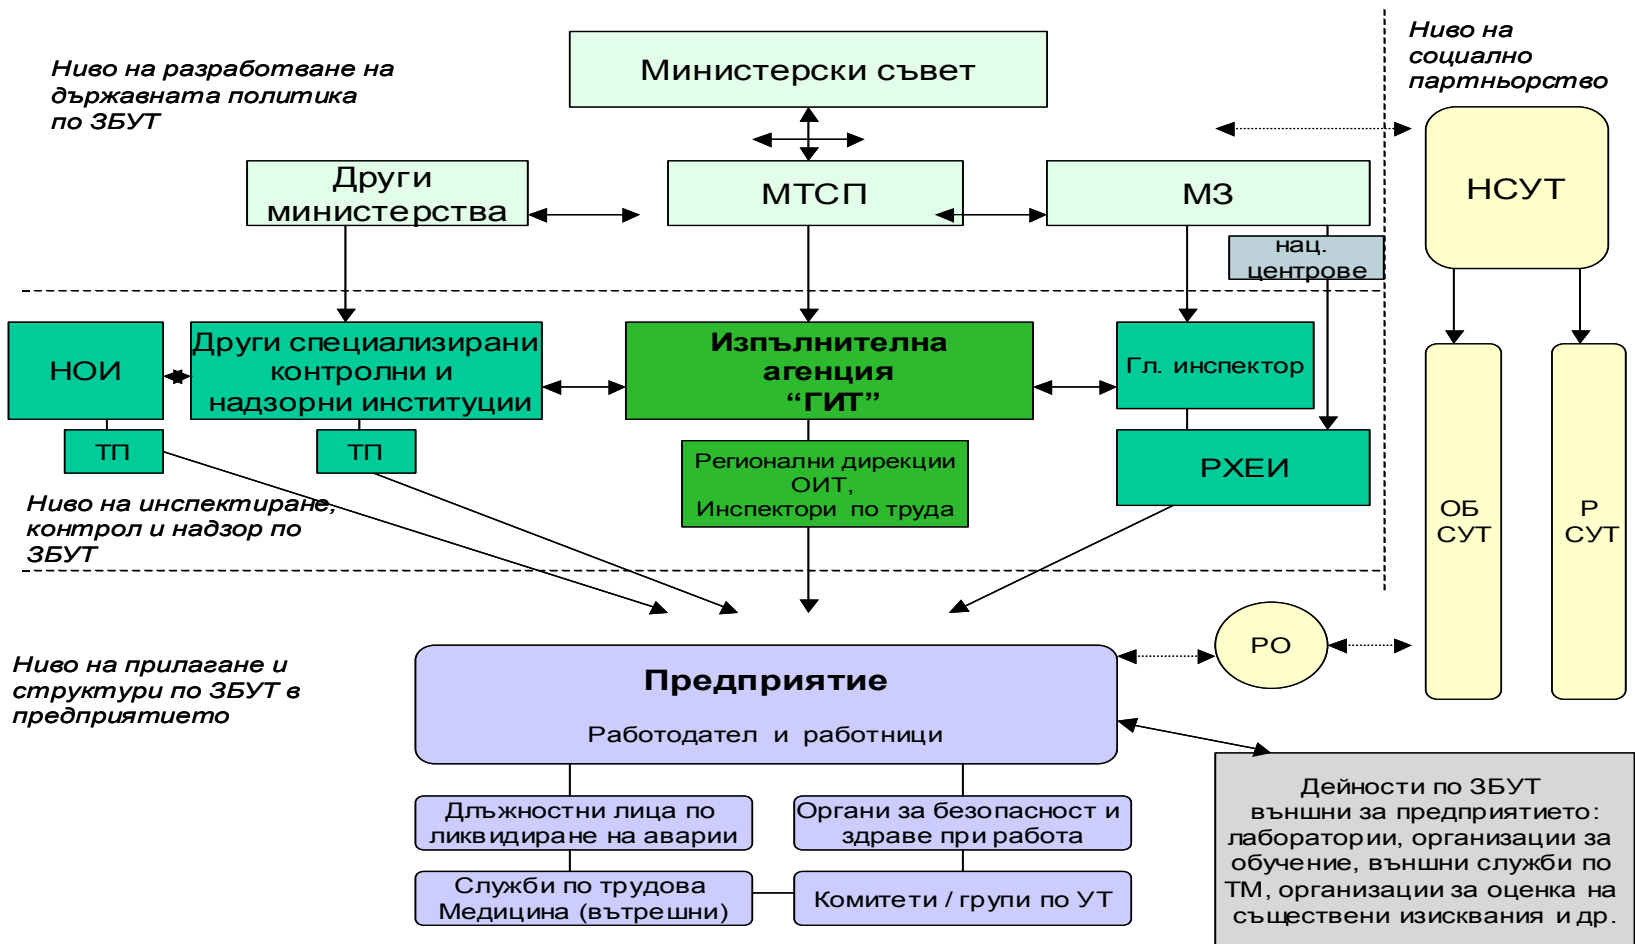 Ниво на разработване на
държавната политика
по ЗБУТ
Министерски съвет
Ниво на
социално
партньорство
Други
министерства
МТСП
МЗ
НСУТ
нац.
центрове
НОИ
Други специализирани
контролни и
надзорни институции
Изпълнителна
агенция
“ГИТ”
Гл. инспектор
ТП
ТП
Регионални дирекции
ОИТ,
Инспектори по труда
РХЕИ
Ниво на инспектиране,
контрол и надзор по
ЗБУТ
ОБ
СУТ
Р
СУТ
Ниво на прилагане и
структури по ЗБУТ в
предприятието
Предприятие
Работодател и работници
РО
Длъжностни лица по
ликвидиране на аварии
Органи за безопасност и
здраве при работа
Служби по трудова
Медицина (вътрешни)
Комитети / групи по УТ
Дейности по ЗБУТ
външни за предприятието:
лаборатории, организации за
обучение, външни служби по
ТМ, организации за оценка на
съществени изисквания и др.